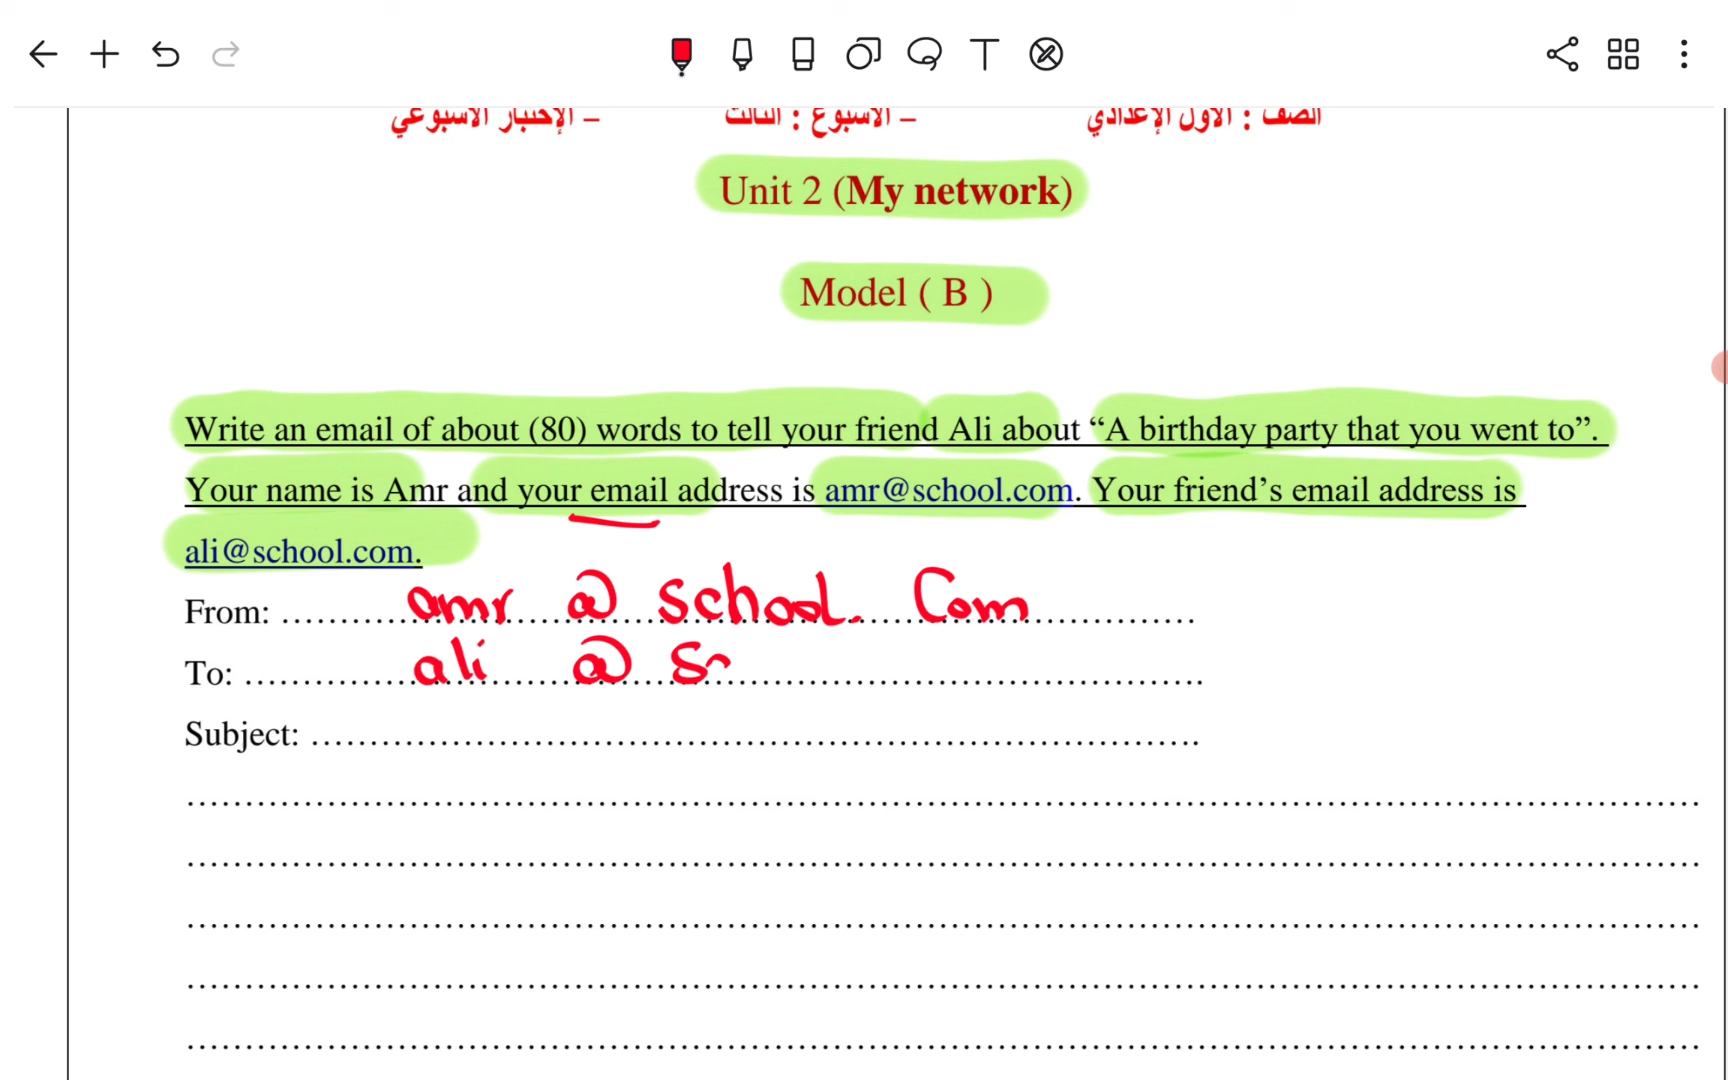 الصف : الأول الإعدادي – الأسبوع : الثالث – الإختبار الأسبوعي
Unit 2 (My network)
Model ( B )
Write an email of about (80) words to tell your friend Ali about “A birthday party that you went to”.
Your name is Amr and your email address is amr@school.com. Your friend’s email address is
ali@school.com.
From: ..........amr @ school. Com..............
To: .............ali @ s..............................
Subject: ..............................................................